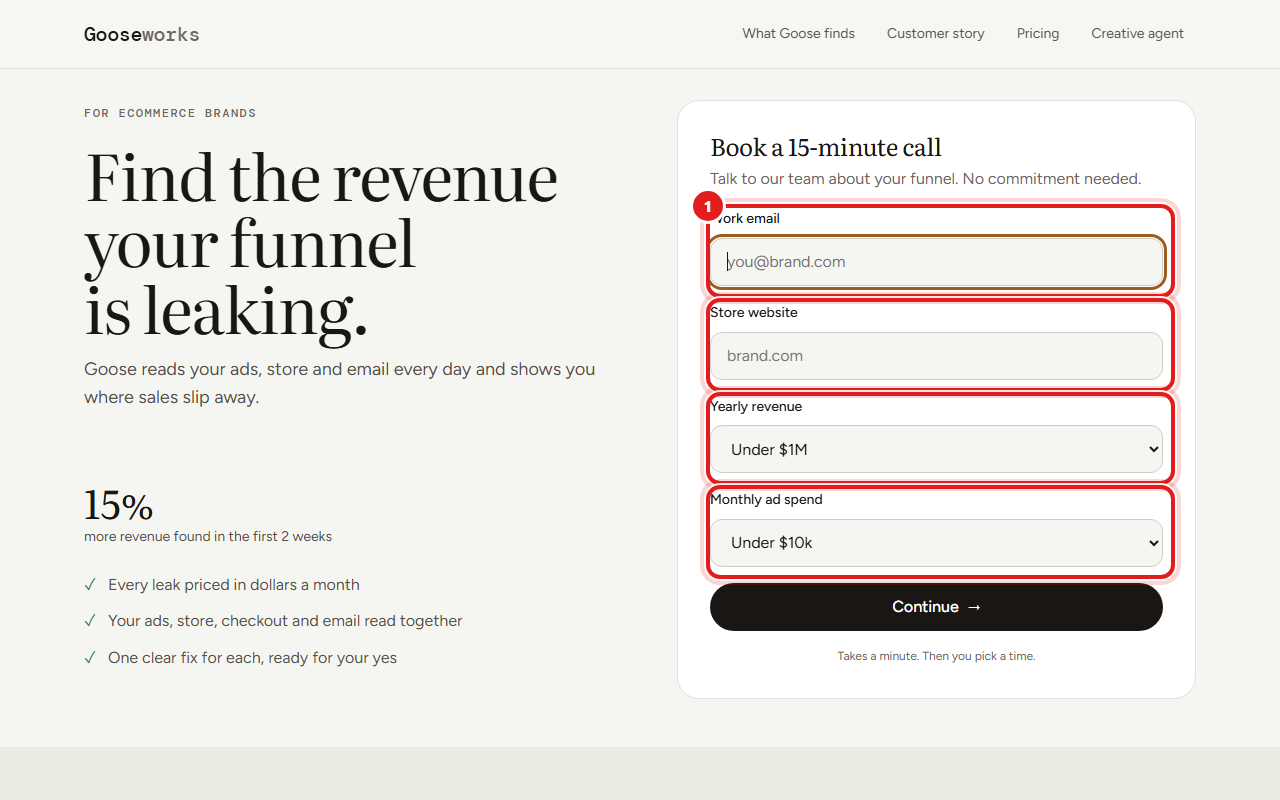 Gooseworks
What Goose finds
Customer story
Pricing
Creative agent
FOR ECOMMERCE BRANDS
Find the revenue
your funnel
is leaking.
Goose reads your ads, store and email every day and shows you
where sales slip away.
15%
more revenue found in the first 2 weeks
✓ Every leak priced in dollars a month
✓ Your ads, store, checkout and email read together
✓ One clear fix for each, ready for your yes
Book a 15-minute call
Talk to our team about your funnel. No commitment needed.
1
Work email
you@brand.com
Store website
brand.com
Yearly revenue
Under $1M
Monthly ad spend
Under $10k
Continue →
Takes a minute. Then you pick a time.